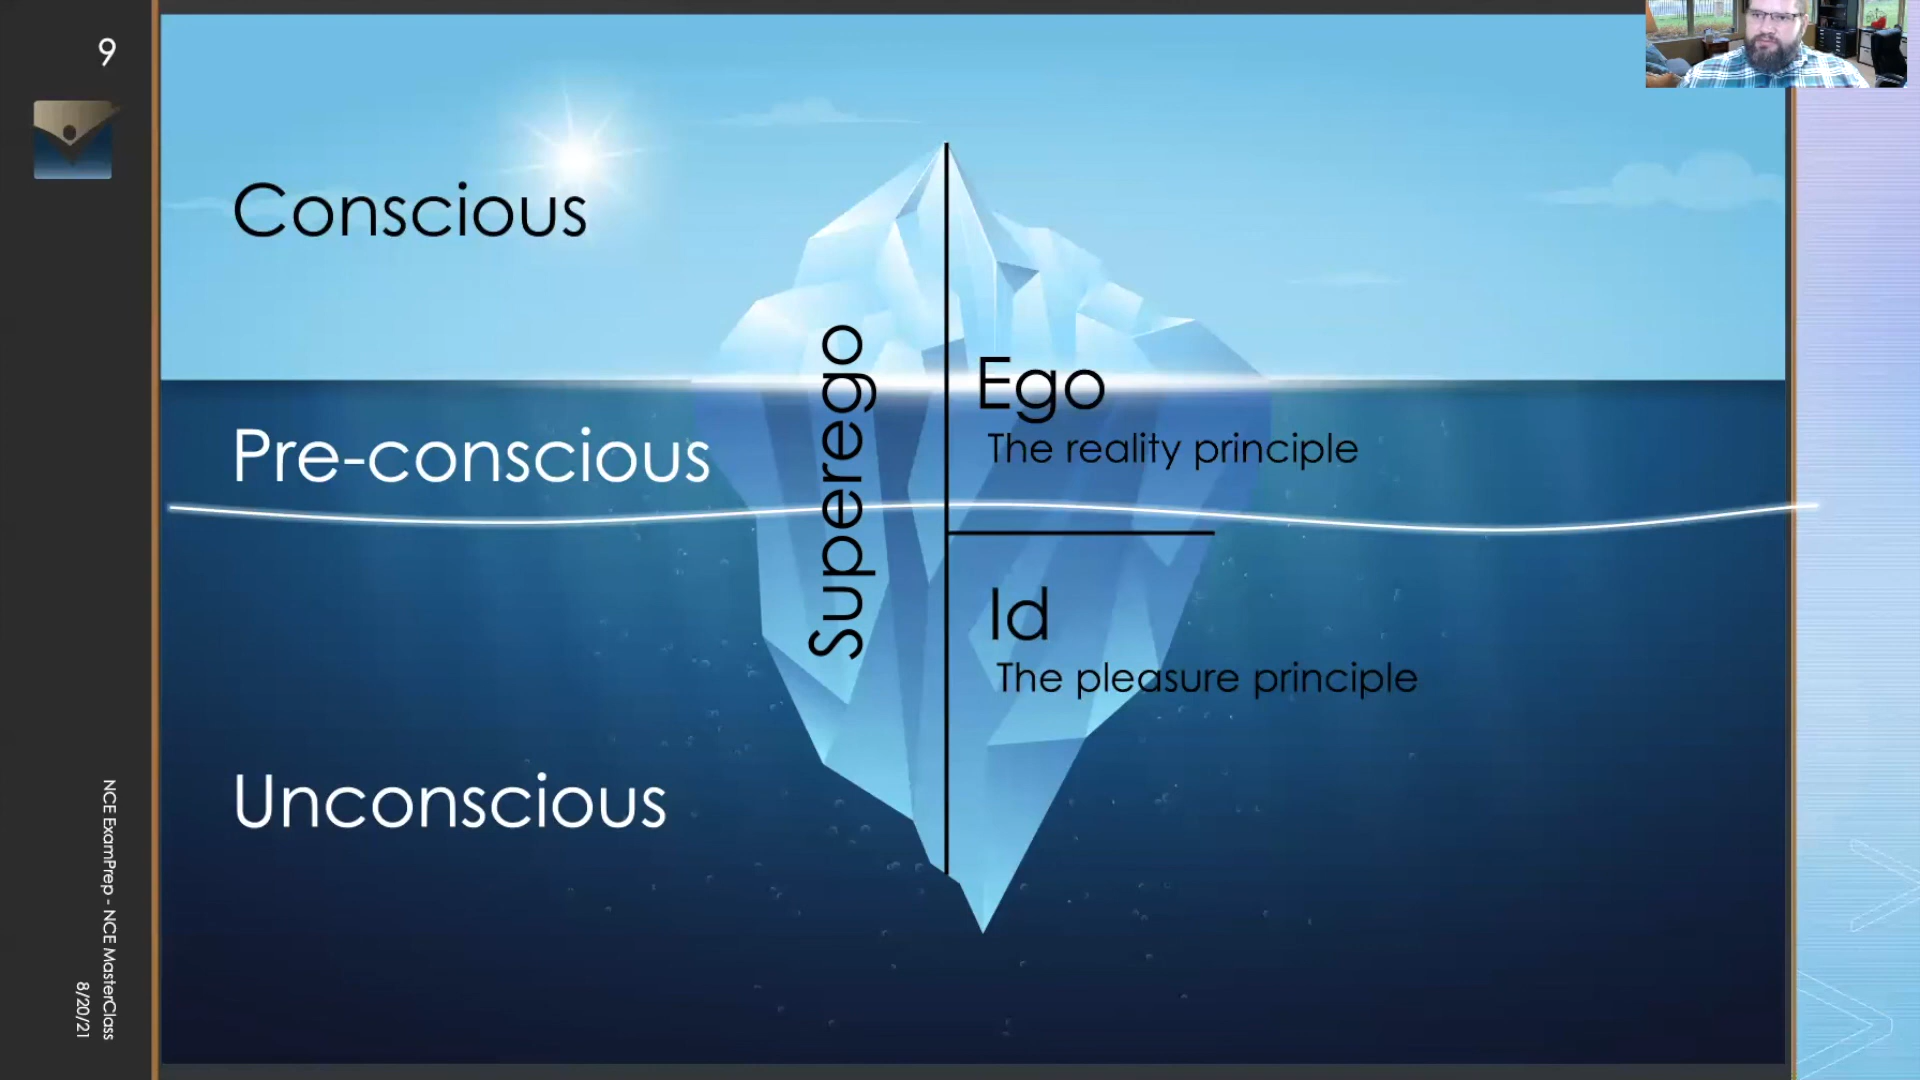 9
Conscious
Superego
Ego
The reality principle
Pre-conscious
Id
The pleasure principle
Unconscious
NCE ExamPrep - NCE MasterClass
8/20/21